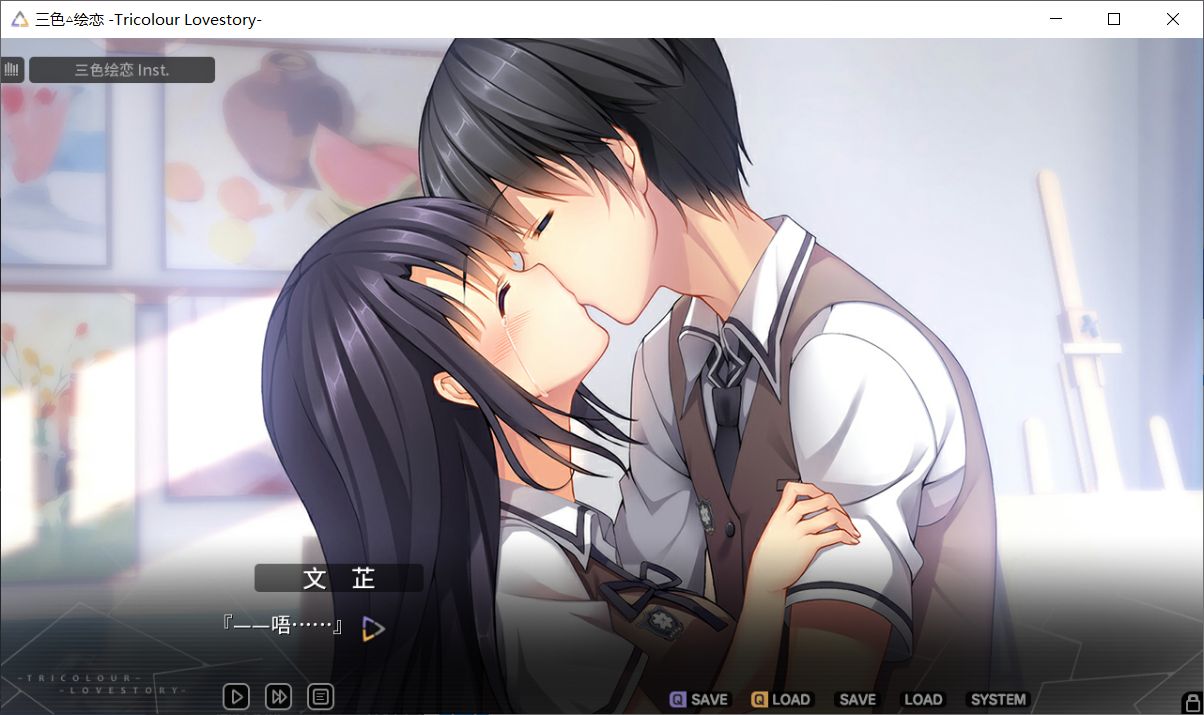 三色△绘恋 -Tricolour Lovestory-
三色绘恋 Inst.
文 芷
『——唔……』
-TRICOLOUR-
-LOVESTORY-
Q SAVE Q LOAD SAVE LOAD SYSTEM